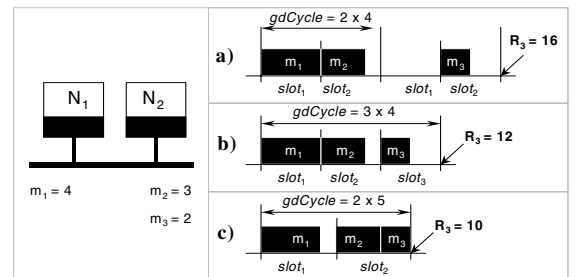 N1 N2
m1 = 4 m2 = 3
m3 = 2
a)
gdCycle = 2 x 4
m1 m2 m3
R3 = 16
slot1 slot2 slot1 slot2
b)
gdCycle = 3 x 4
m1 m2 m3
R3 = 12
slot1 slot2 slot3
c)
gdCycle = 2 x 5
m1 m2 m3
R3 = 10
slot1 slot2